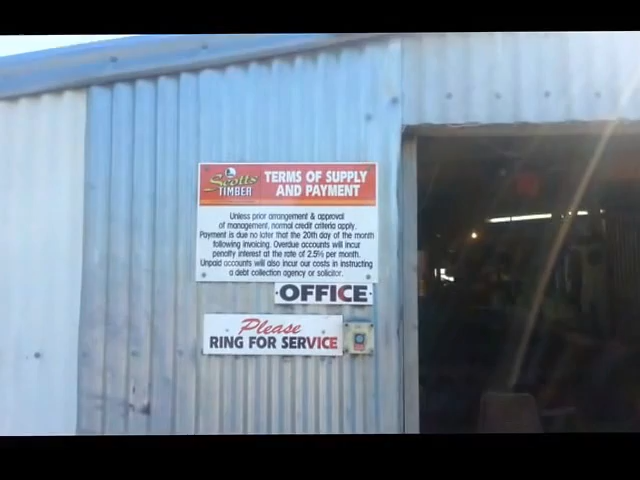 Scotts TIMBER
TERMS OF SUPPLY
AND PAYMENT
Unless prior arrangement & approval
of management, normal credit criteria apply.
Payment is due no later that the 20th day of the month
following invoicing. Overdue accounts will incur
penalty interest at the rate of 2.5% per month.
Unpaid accounts will also incur our costs in instructing
a debt collection agency or solicitor.
OFFICE
Please
RING FOR SERVICE